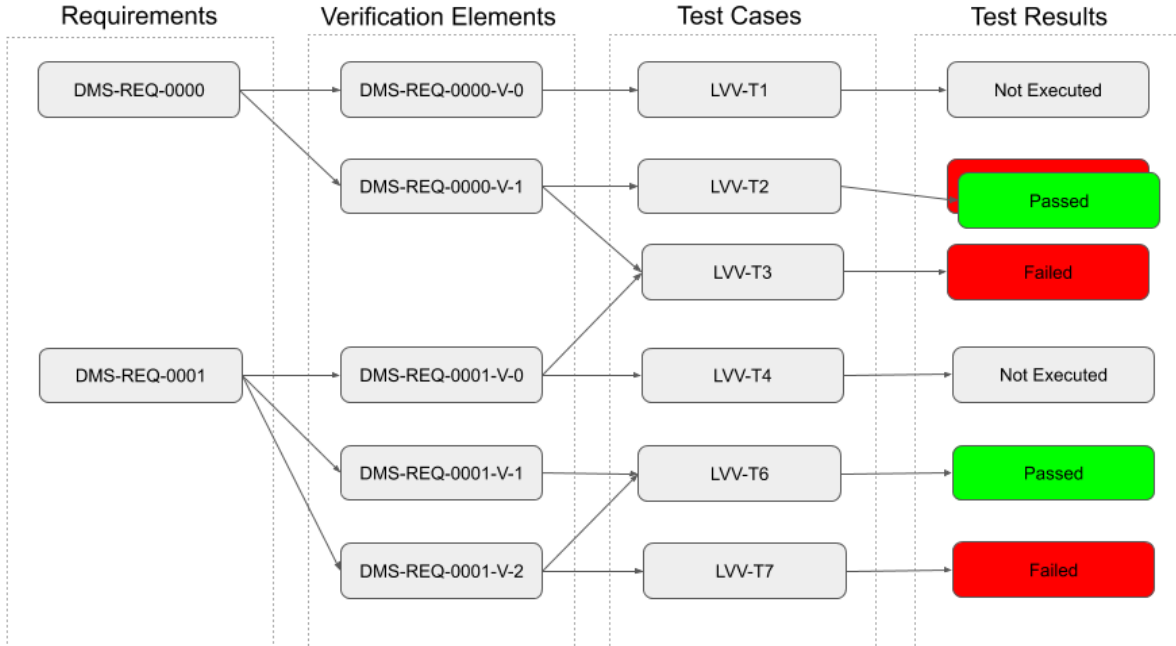 Requirements Verification Elements Test Cases Test Results
DMS-REQ-0000 DMS-REQ-0000-V-0 LVV-T1 Not Executed
DMS-REQ-0000-V-1 LVV-T2 Passed
LVV-T3 Failed
DMS-REQ-0001 DMS-REQ-0001-V-0 LVV-T4 Not Executed
DMS-REQ-0001-V-1 LVV-T6 Passed
DMS-REQ-0001-V-2 LVV-T7 Failed